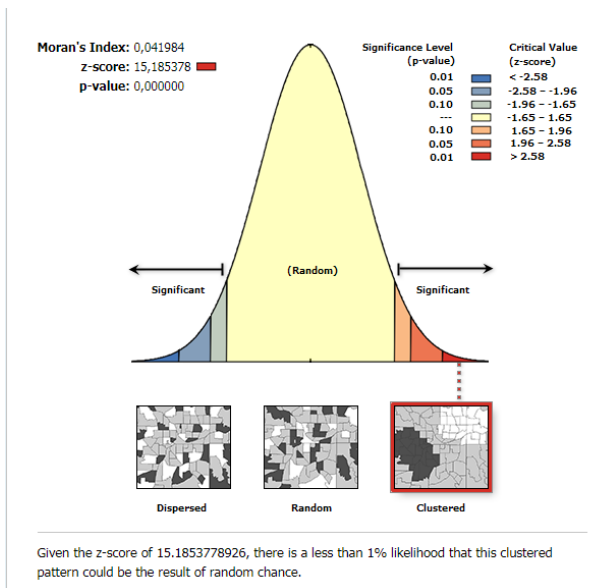 Moran's Index: 0,041984
z-score: 15,185378
p-value: 0,000000
Significance Level
(p-value)
Critical Value
(z-score)
0.01 < -2.58
0.05 -2.58 – -1.96
0.10 -1.96 – -1.65
--- -1.65 – 1.65
0.10 1.65 – 1.96
0.05 1.96 – 2.58
0.01 > 2.58
(Random)
Significant Significant
Dispersed Random Clustered
Given the z-score of 15.1853778926, there is a less than 1% likelihood that this clustered
pattern could be the result of random chance.